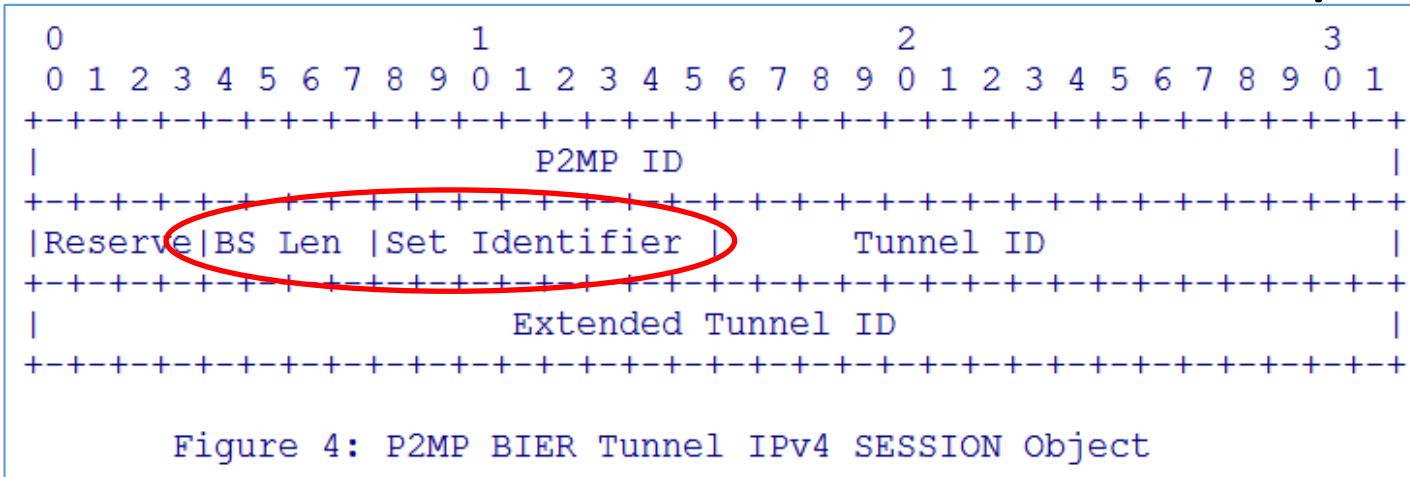 0                   1                   2                   3
0 1 2 3 4 5 6 7 8 9 0 1 2 3 4 5 6 7 8 9 0 1 2 3 4 5 6 7 8 9 0 1
+-+-+-+-+-+-+-+-+-+-+-+-+-+-+-+-+-+-+-+-+-+-+-+-+-+-+-+-+-+-+-+-+
|                       P2MP ID                                 |
+-+-+-+-+-+-+-+-+-+-+-+-+-+-+-+-+-+-+-+-+-+-+-+-+-+-+-+-+-+-+-+-+
|Reserve|BS Len |Set Identifier |      Tunnel ID                |
+-+-+-+-+-+-+-+-+-+-+-+-+-+-+-+-+-+-+-+-+-+-+-+-+-+-+-+-+-+-+-+-+
|                      Extended Tunnel ID                       |
+-+-+-+-+-+-+-+-+-+-+-+-+-+-+-+-+-+-+-+-+-+-+-+-+-+-+-+-+-+-+-+-+
Figure 4: P2MP BIER Tunnel IPv4 SESSION Object